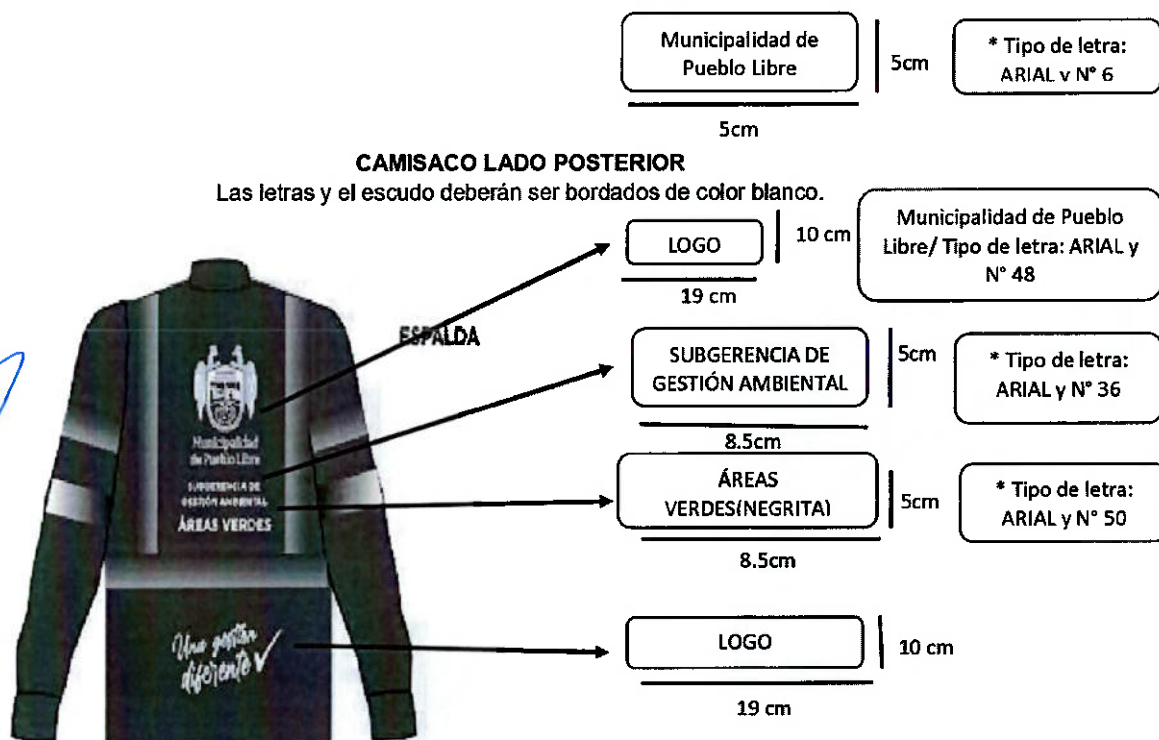 Municipalidad de
Pueblo Libre
5cm
* Tipo de letra:
ARIAL y N° 6
5cm
CAMISACO LADO POSTERIOR
Las letras y el escudo deberán ser bordados de color blanco.
LOGO
10 cm
Municipalidad de Pueblo
Libre/ Tipo de letra: ARIAL y
N° 48
19 cm
ESPALDA
SUBGERENCIA DE
GESTIÓN AMBIENTAL
5cm
* Tipo de letra:
ARIAL y N° 36
8.5cm
ÁREAS
VERDES(NEGRITA)
5cm
* Tipo de letra:
ARIAL y N° 50
8.5cm
LOGO
10 cm
19 cm
Municipalidad
de Pueblo Libre
SUBGERENCIA DE
GESTIÓN AMBIENTAL
ÁREAS VERDES
Una gestión
diferente